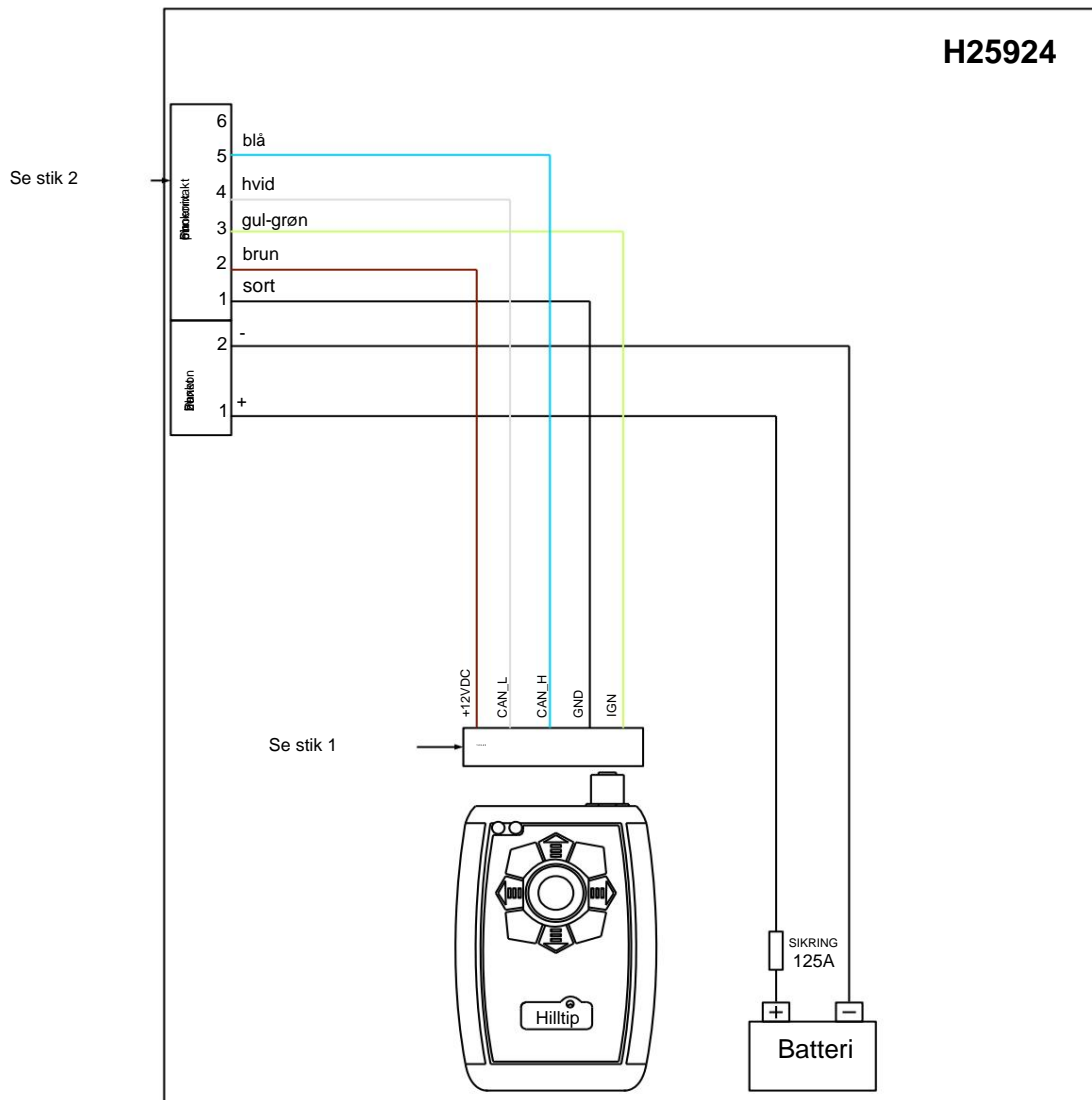 H25924
6
blå
5
Se stik 2
hvid
4
gul-grøn
3
brun
2
sort
1
-
2
+
1
+12VDC
CAN_L
CAN_H
GND
IGN
Se stik 1
SIKRING
125A
Hilltip
+ −
Batteri